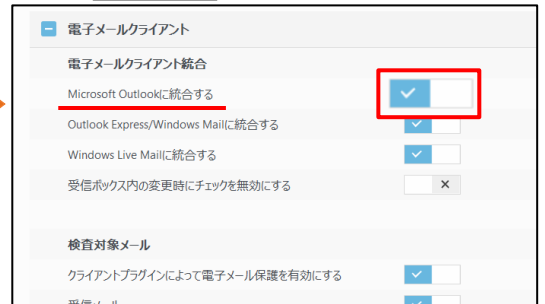 電子メールクライアント
電子メールクライアント統合
Microsoft Outlookに統合する
Outlook Express/Windows Mailに統合する
Windows Live Mailに統合する
受信ボックス内の変更時にチェックを無効にする
検査対象メール
クライアントプラグインによって電子メール保護を有効にする
受信メール